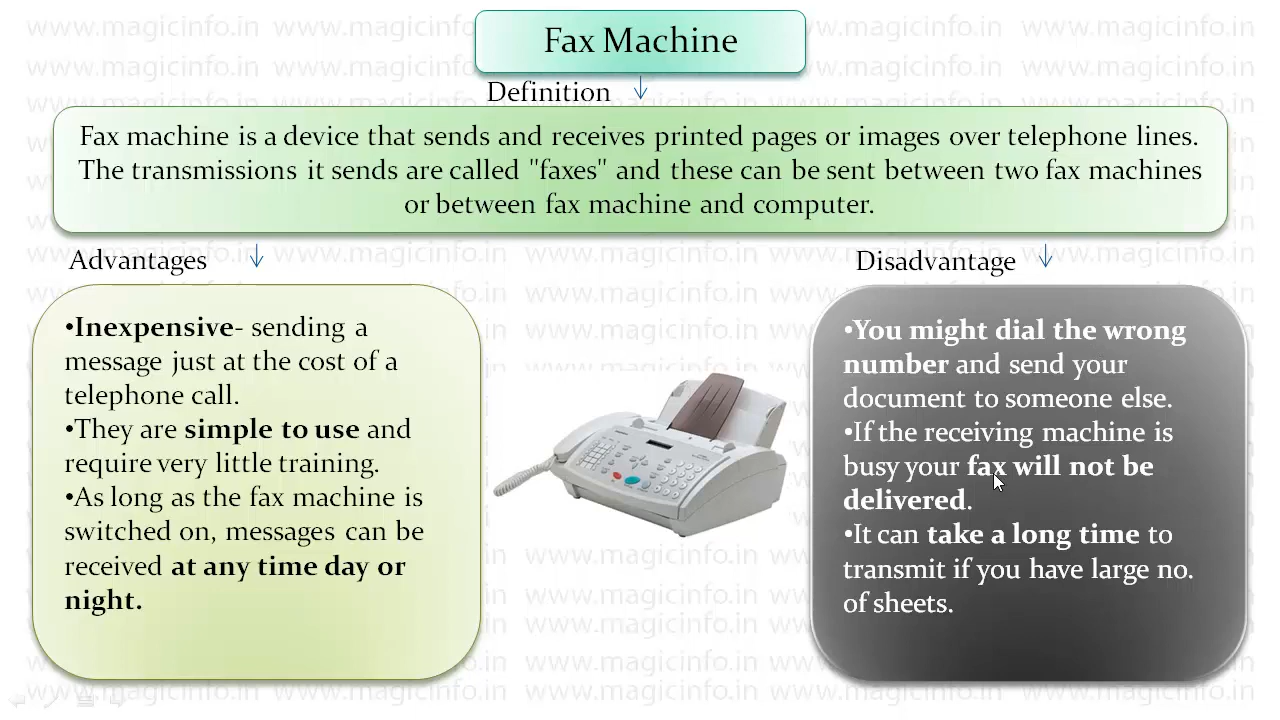 Fax Machine
Definition
Fax machine is a device that sends and receives printed pages or images over telephone lines.
The transmissions it sends are called "faxes" and these can be sent between two fax machines
or between fax machine and computer.
Advantages
•Inexpensive- sending a
message just at the cost of a
telephone call.
•They are simple to use and
require very little training.
•As long as the fax machine is
switched on, messages can be
received at any time day or
night.
Disadvantage
•You might dial the wrong
number and send your
document to someone else.
•If the receiving machine is
busy your fax will not be
delivered.
•It can take a long time to
transmit if you have large no.
of sheets.
www.magicinfo.in